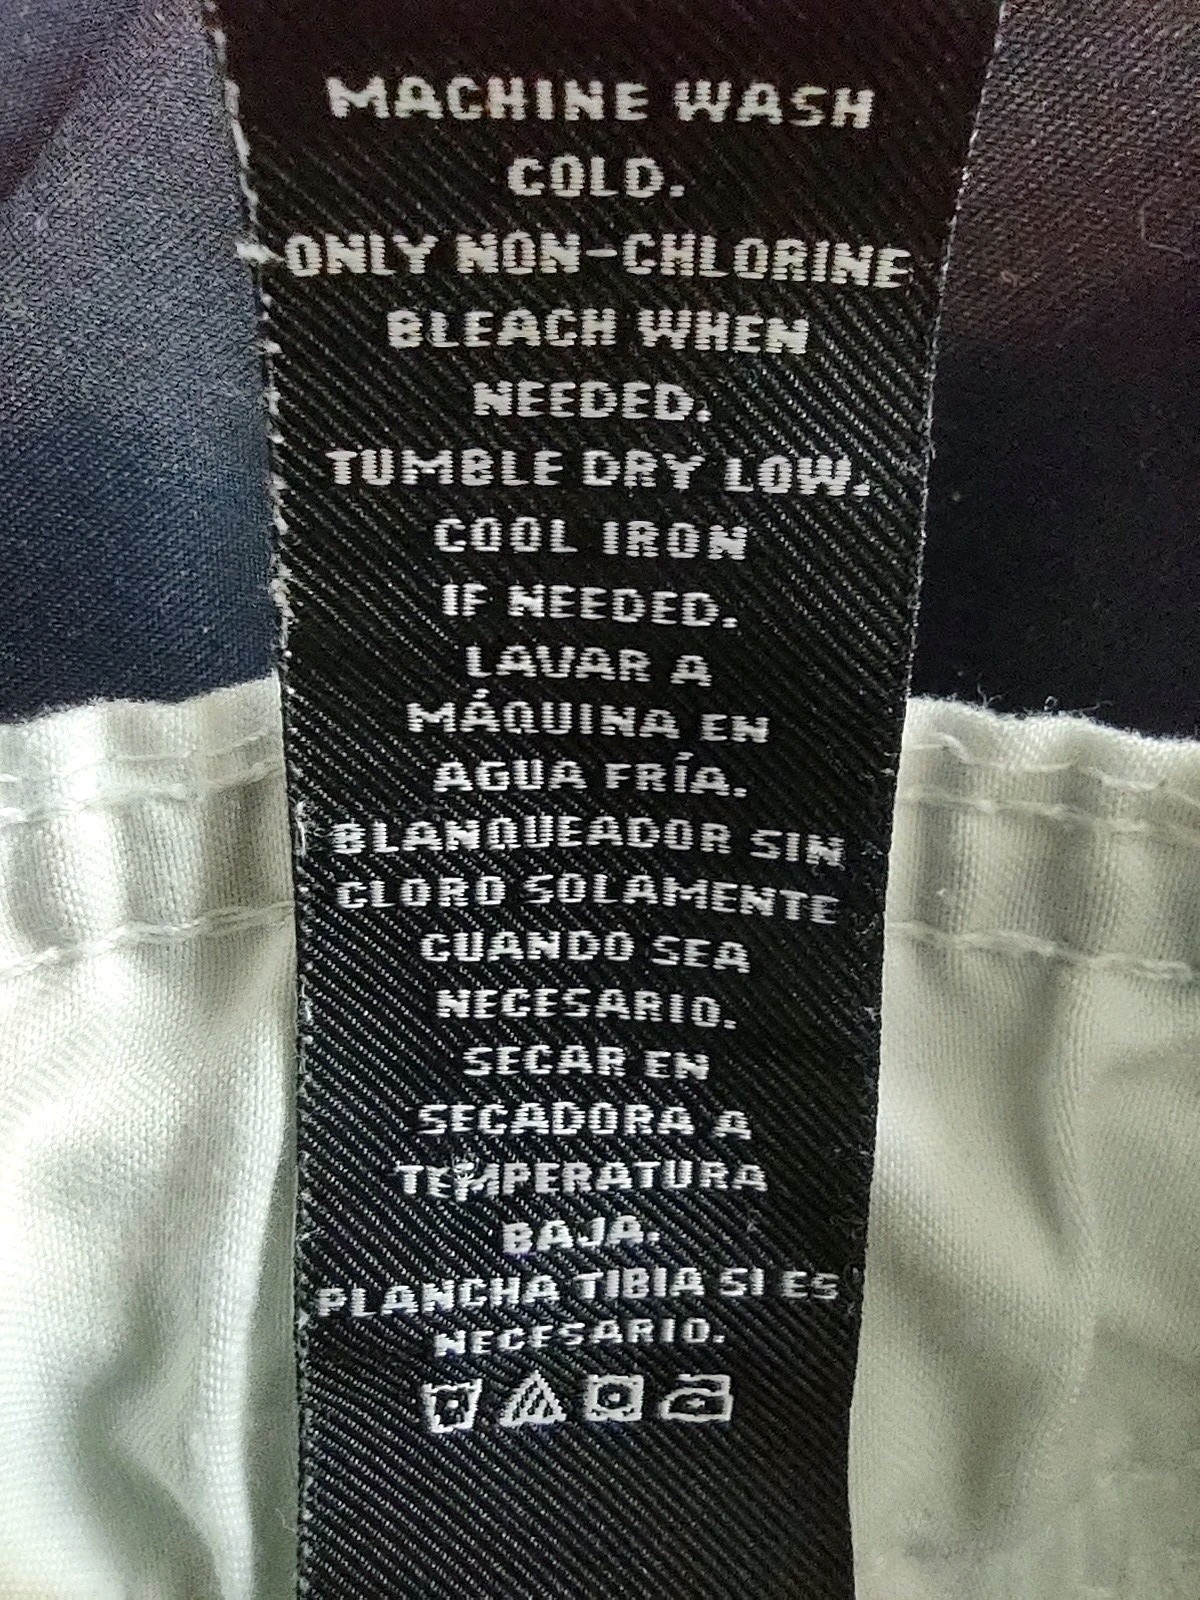 MACHINE WASH
COLD.
ONLY NON-CHLORINE
BLEACH WHEN
NEEDED.
TUMBLE DRY LOW.
COOL IRON
IF NEEDED.
LAVAR A
MÁQUINA EN
AGUA FRÍA.
BLANQUEADOR SIN
CLORO SOLAMENTE
CUANDO SEA
NECESARIO.
SECAR EN
SECADORA A
TEMPERATURA
BAJA.
PLANCHA TIBIA SI ES
NECESARIO.